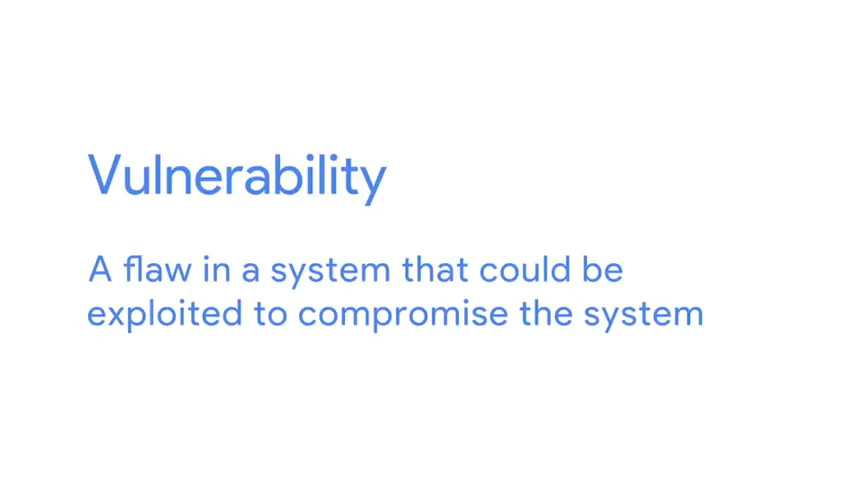 Vulnerability
A flaw in a system that could be
exploited to compromise the system